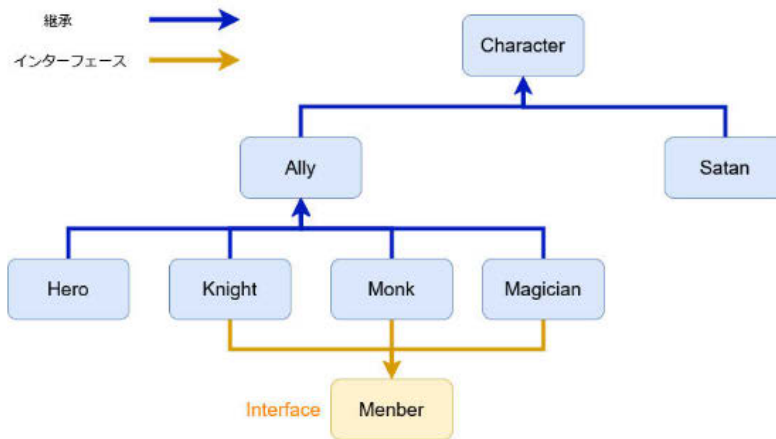 継承
インターフェース
Character
Ally
Satan
Hero
Knight
Monk
Magician
Interface
Menber